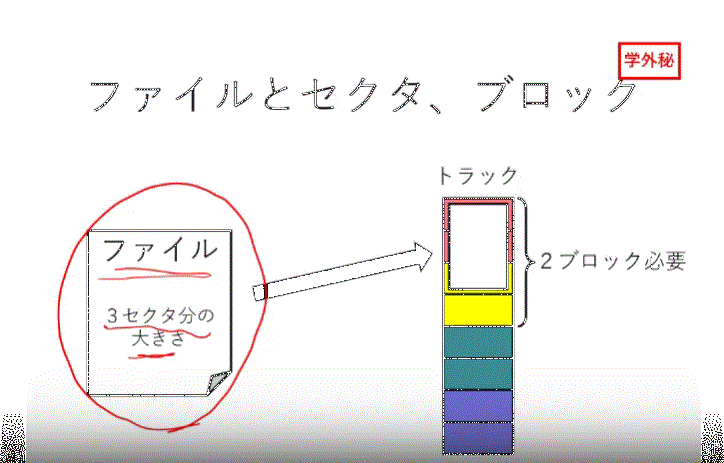 学外秘
ファイルとセクタ、ブロック
トラック
ファイル
3セクタ分の
大きさ
2ブロック必要